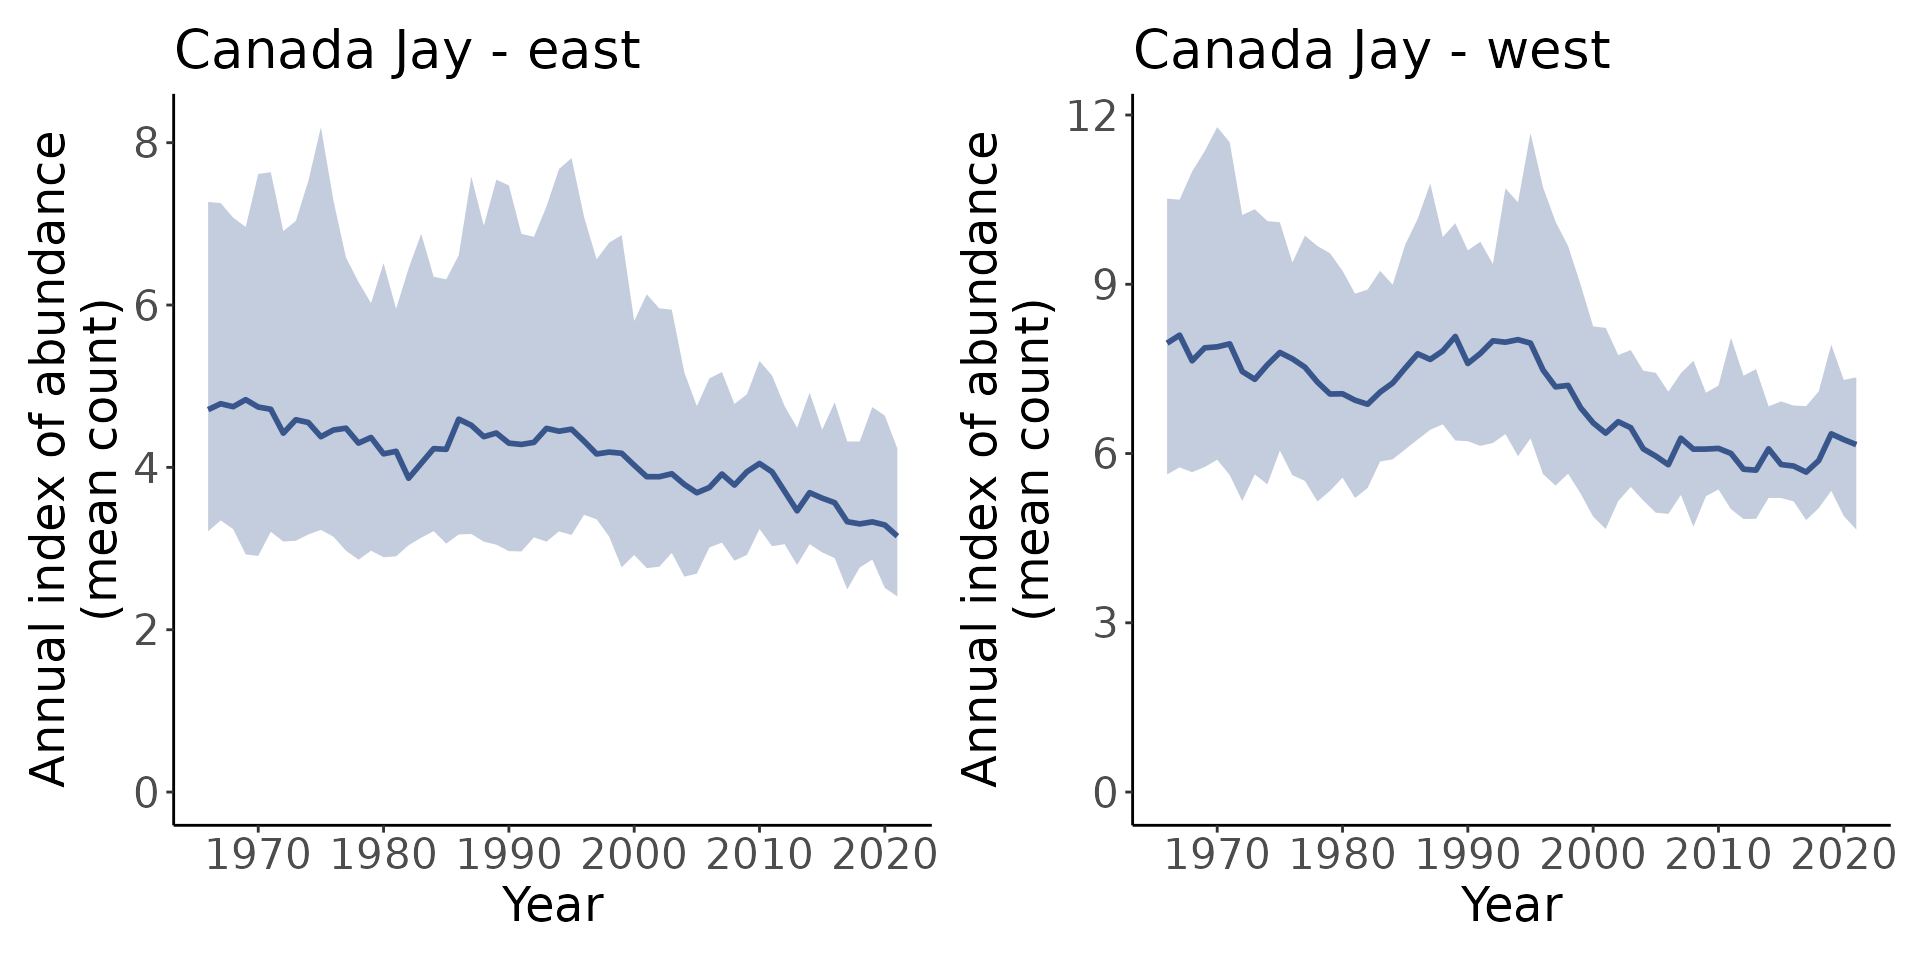 Canada Jay - east
Annual index of abundance
(mean count)
8
6
4
2
0
1970 1980 1990 2000 2010 2020
Year
Canada Jay - west
Annual index of abundance
(mean count)
12
9
6
3
0
1970 1980 1990 2000 2010 2020
Year